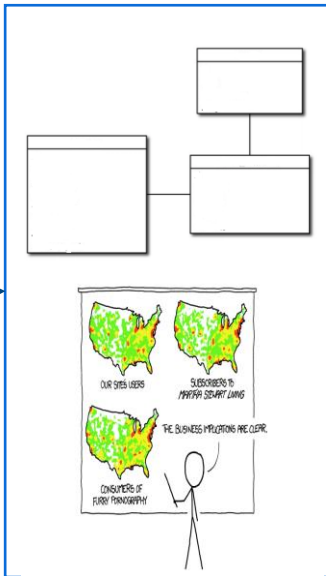 OUR SITE'S USERS
SUBSCRIBERS TO
MARTHA STEWART LIVING
THE BUSINESS IMPLICATIONS ARE CLEAR.
CONSUMERS OF
FURRY PORNOGRAPHY